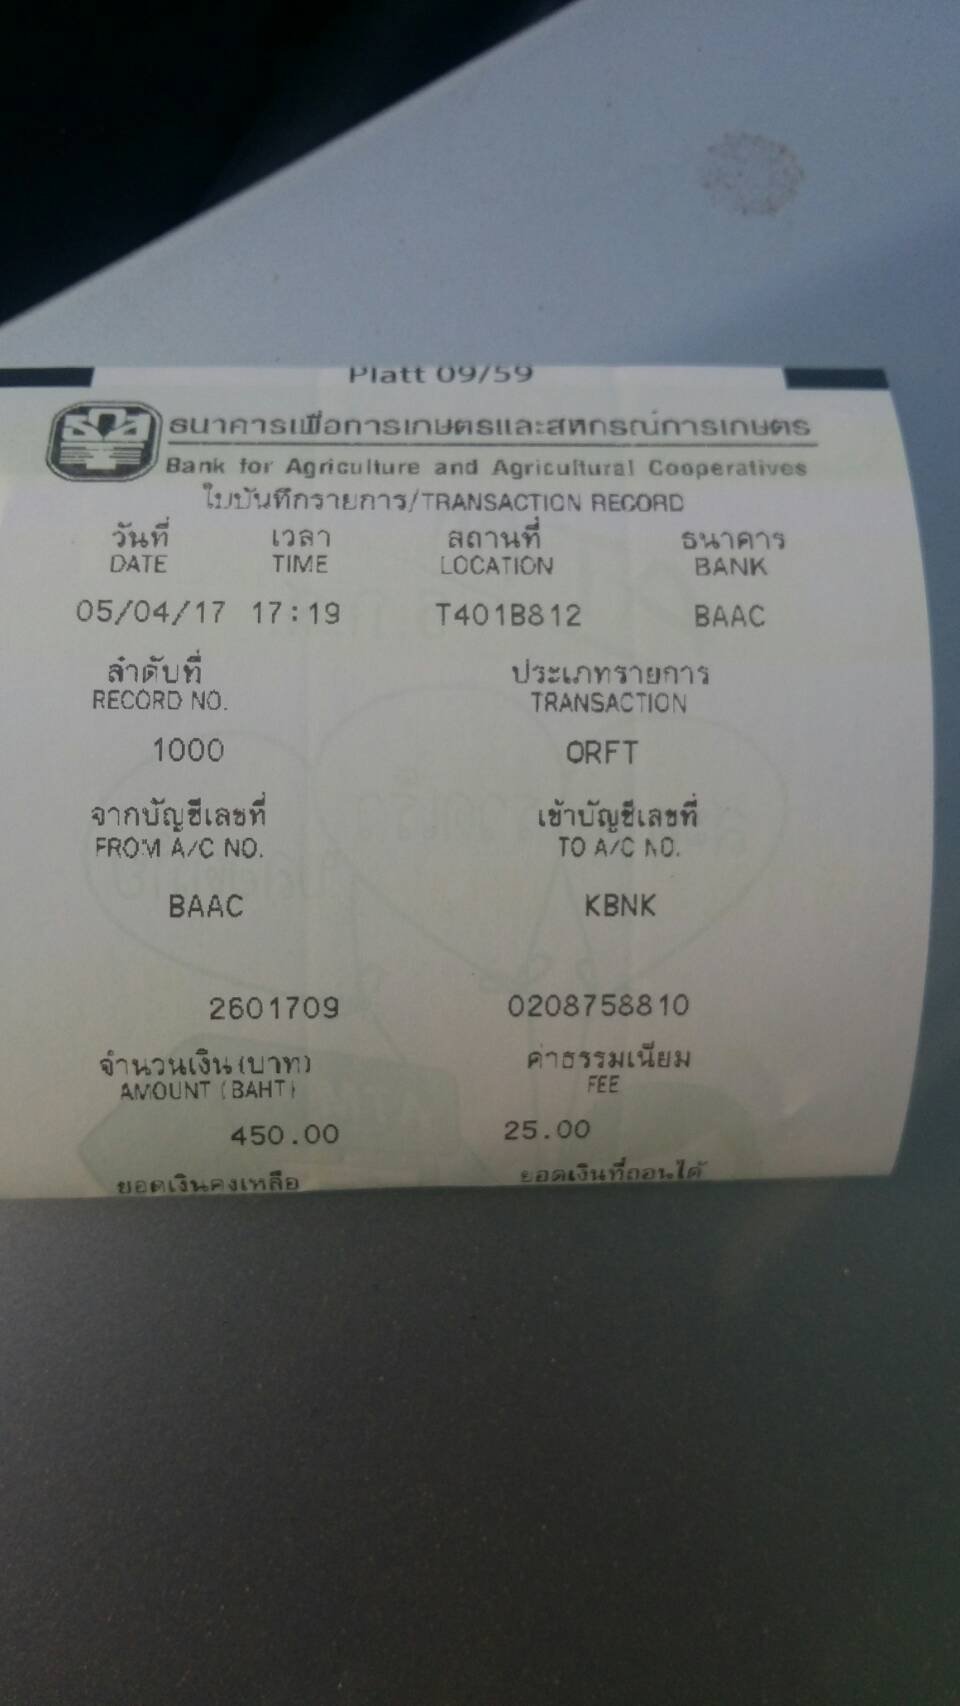 Platt 09/59
ธนาคารเพื่อการเกษตรและสหกรณ์การเกษตร
Bank for Agriculture and Agricultural Cooperatives
ใบบันทึกรายการ/TRANSACTION RECORD
วันที่ เวลา สถานที่ ธนาคาร
DATE TIME LOCATION BANK
05/04/17 17:19 T401B812 BAAC
ลำดับที่ ประเภทรายการ
RECORD NO. TRANSACTION
1000 ORFT
จากบัญชีเลขที่ เข้าบัญชีเลขที่
FROM A/C NO. TO A/C NO.
BAAC KBNK
2601709 0208758810
จำนวนเงิน(บาท) ค่าธรรมเนียม
AMOUNT (BAHT) FEE
450.00 25.00
ยอดเงินคงเหลือ ยอดเงินที่ถอนได้